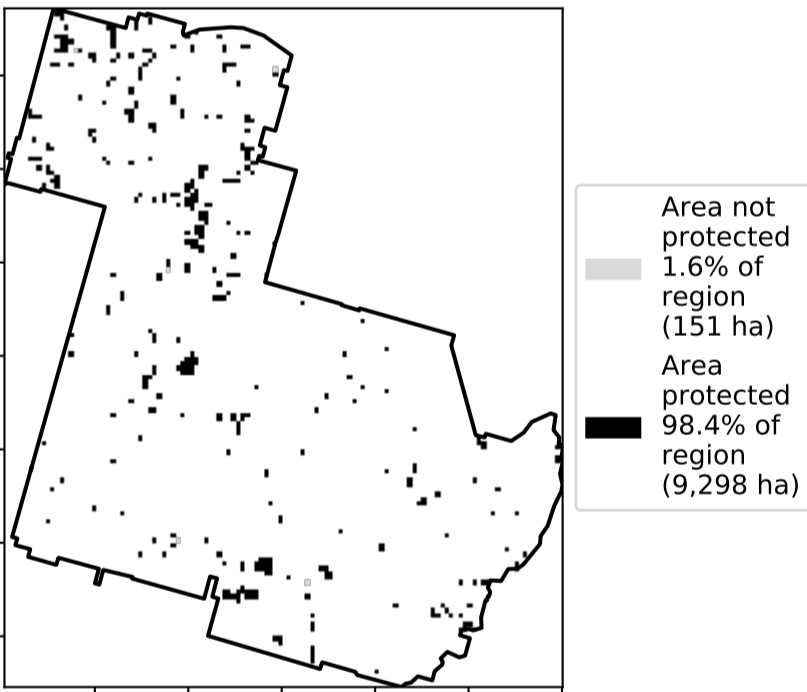 Area not
protected
1.6% of
region
(151 ha)
Area
protected
98.4% of
region
(9,298 ha)